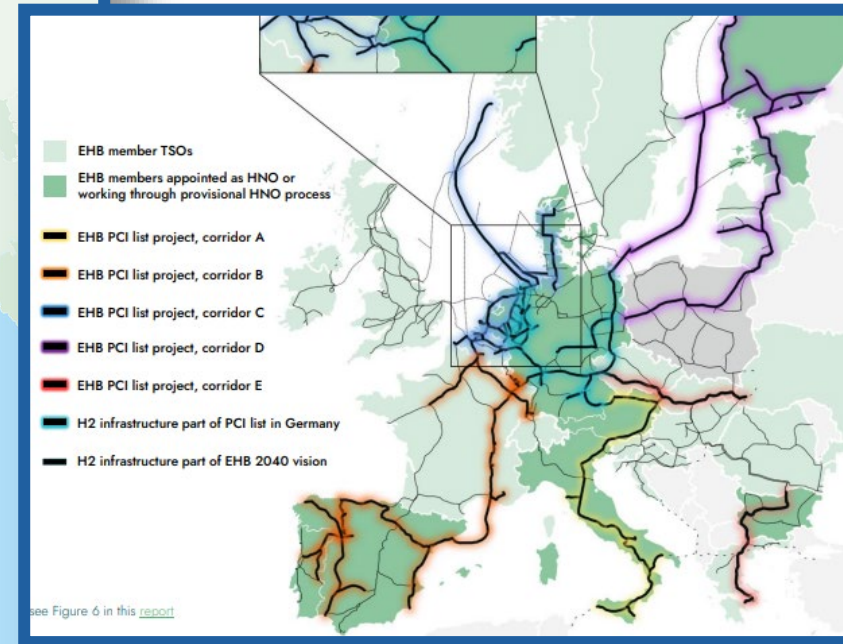 EHB member TSOs
EHB members appointed as HNO or
working through provisional HNO process
EHB PCI list project, corridor A
EHB PCI list project, corridor B
EHB PCI list project, corridor C
EHB PCI list project, corridor D
EHB PCI list project, corridor E
H2 infrastructure part of PCI list in Germany
H2 infrastructure part of EHB 2040 vision
see Figure 6 in this report